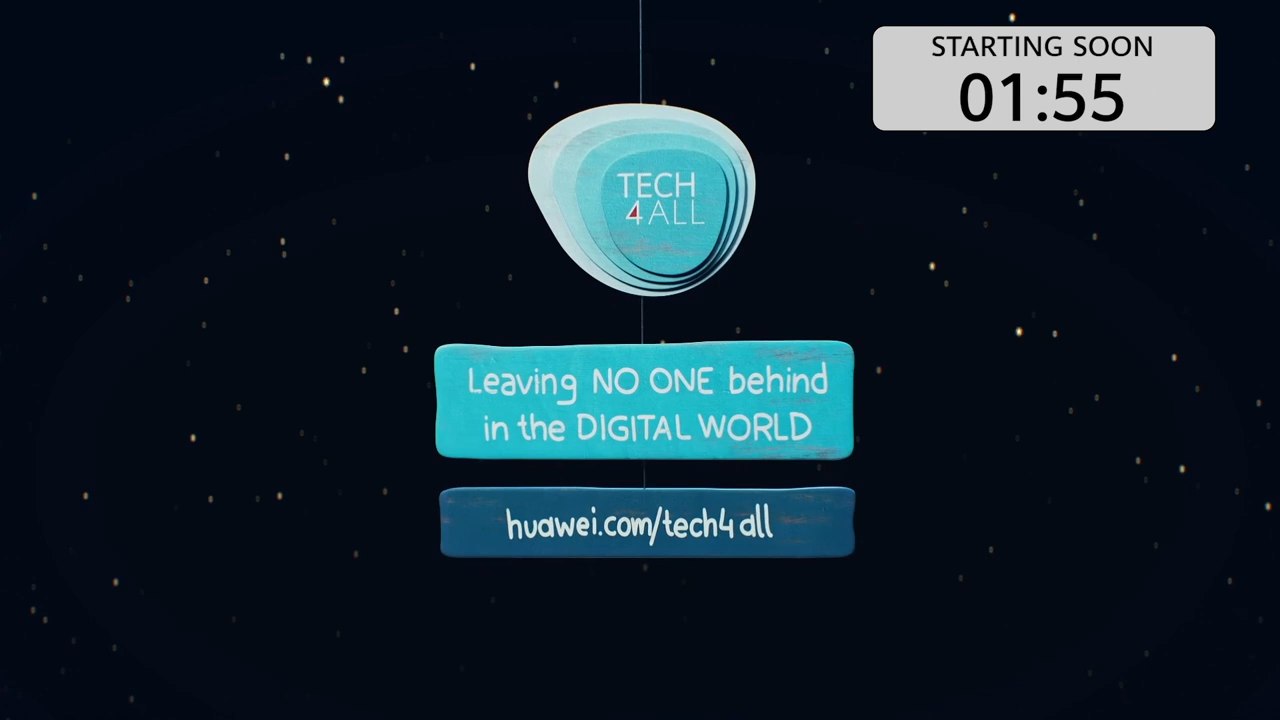 STARTING SOON
01:55
TECH
4ALL
Leaving NO ONE behind
in the DIGITAL WORLD
huawei.com/tech4all